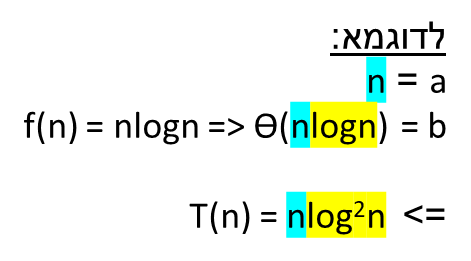 לדוגמא:
n = a
f(n) = nlogn => Θ(nlogn) = b
T(n) = nlog²n <=